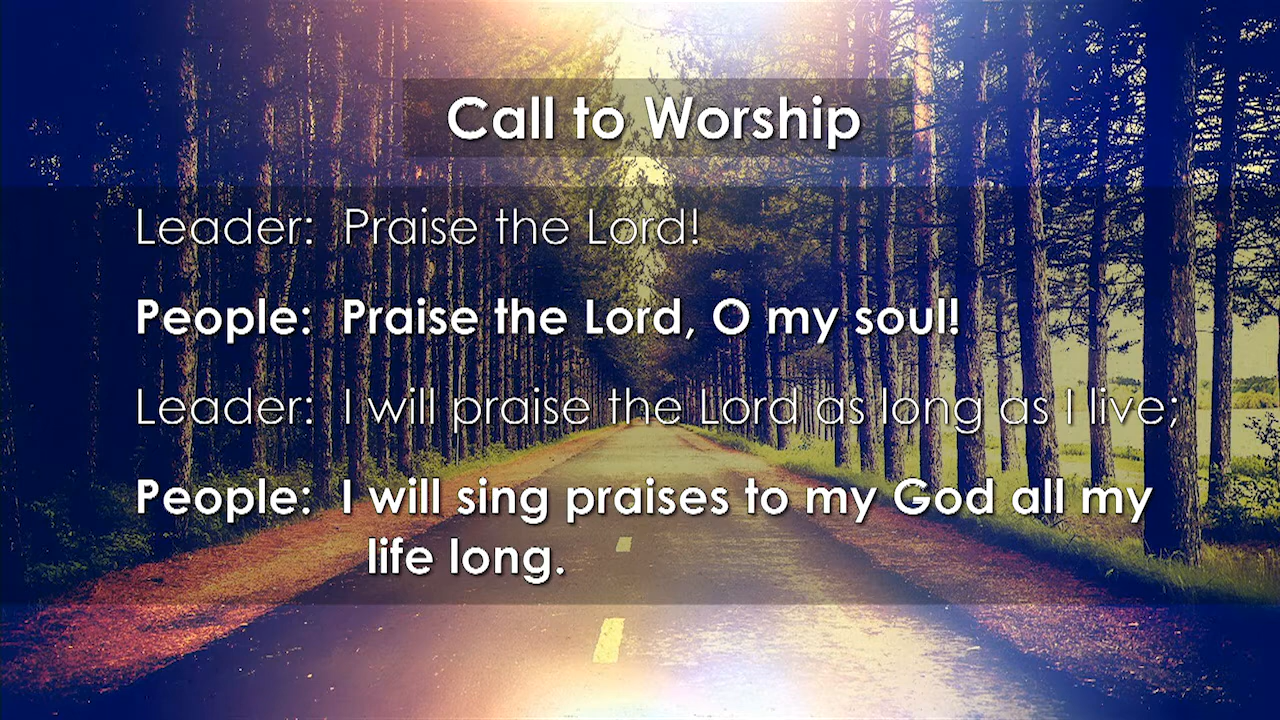 Call to Worship
Leader: Praise the Lord!
People: Praise the Lord, O my soul!
Leader: I will praise the Lord as long as I live;
People: I will sing praises to my God all my
life long.